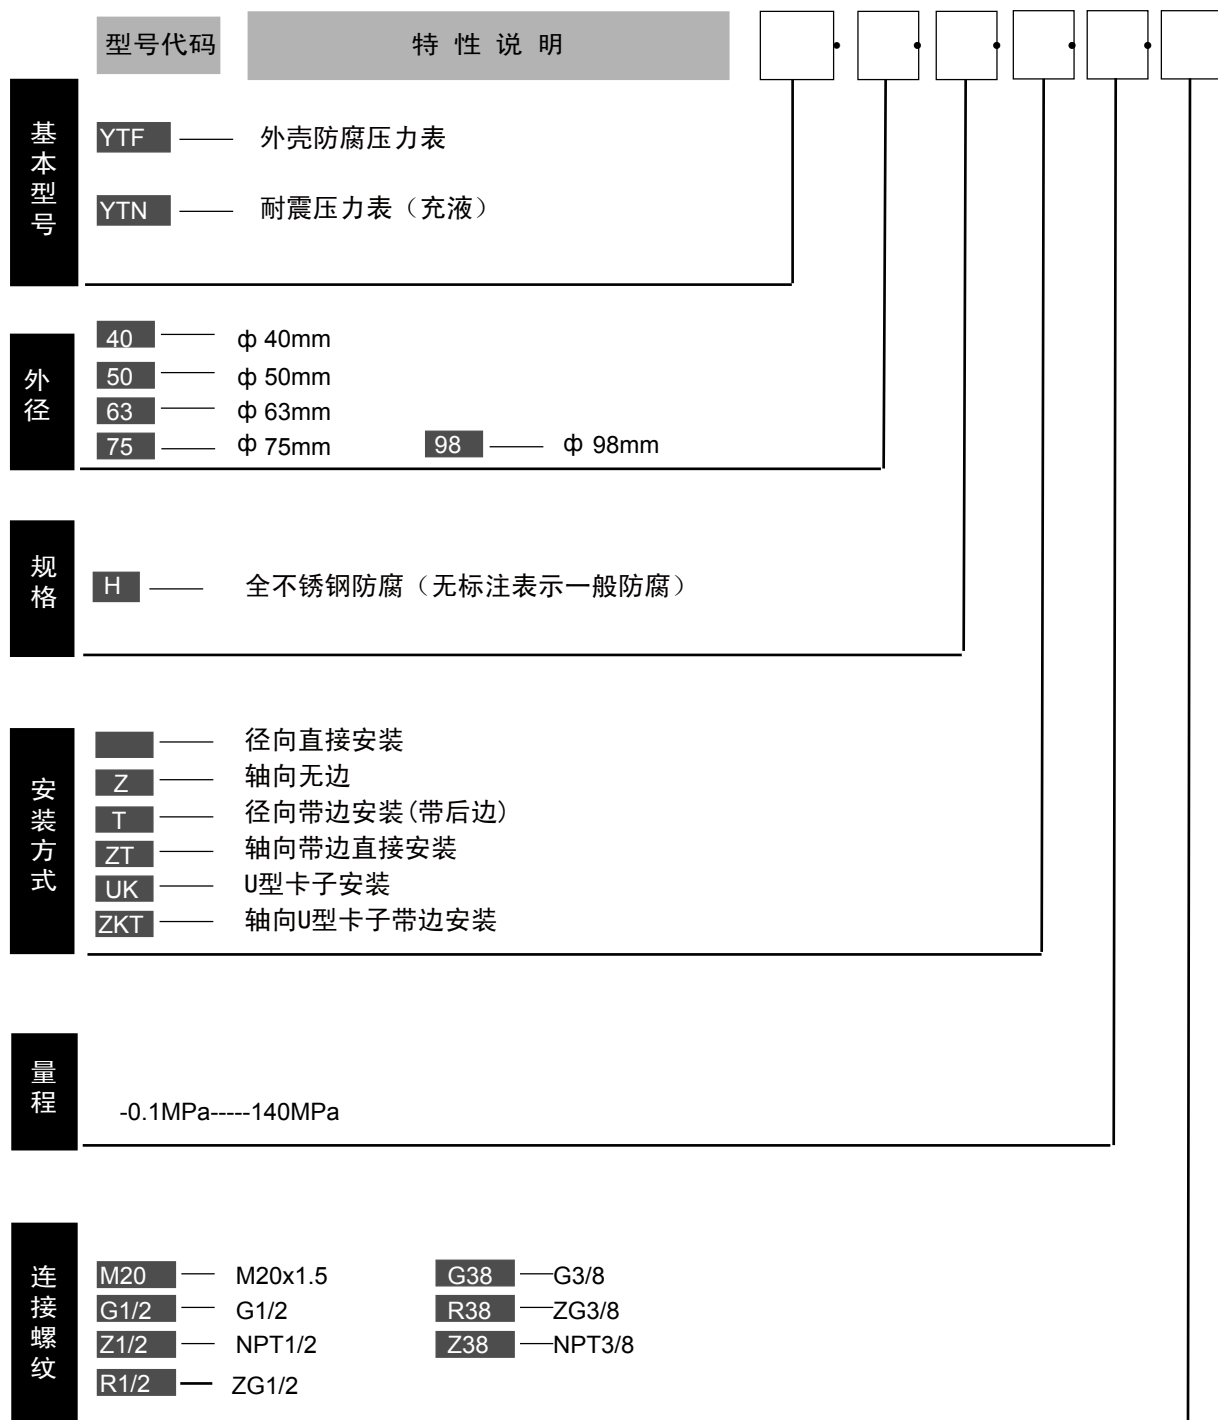 型号代码 特 性 说 明
基本型号
YTF 外壳防腐压力表
YTN 耐震压力表（充液）
外径
40 ф 40mm
50 ф 50mm
63 ф 63mm
75 ф 75mm 98 ф 98mm
规格
H 全不锈钢防腐（无标注表示一般防腐）
安装方式
径向直接安装
Z 轴向无边
T 径向带边安装(带后边)
ZT 轴向带边直接安装
UK U型卡子安装
ZKT 轴向U型卡子带边安装
量程
-0.1MPa-----140MPa
连接螺纹
M20 M20x1.5 G38 G3/8
G1/2 G1/2 R38 ZG3/8
Z1/2 NPT1/2 Z38 NPT3/8
R1/2 ZG1/2